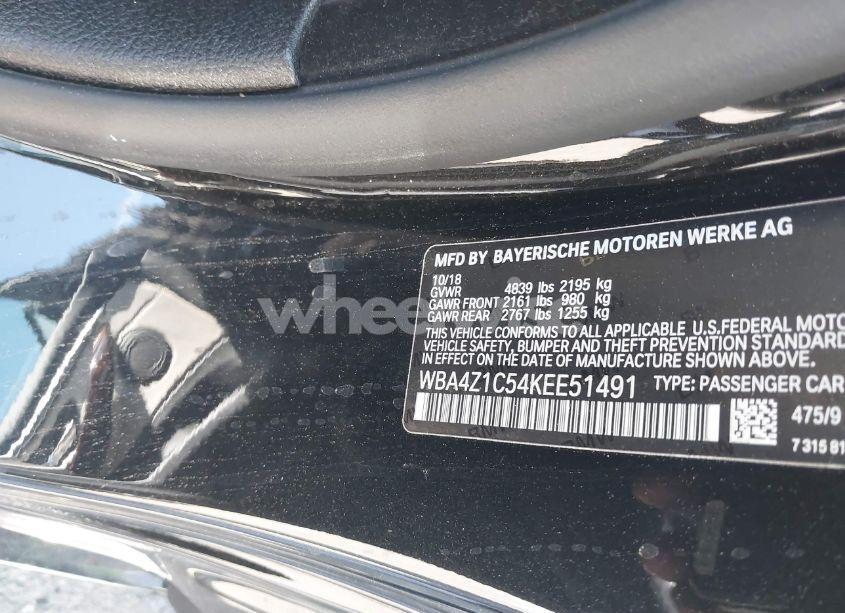 MFD BY BAYERISCHE MOTOREN WERKE AG
10/18
GVWR 4839 lbs 2195 kg
GAWR FRONT 2161 lbs 980 kg
GAWR REAR 2767 lbs 1255 kg
THIS VEHICLE CONFORMS TO ALL APPLICABLE U.S.FEDERAL MOTO
VEHICLE SAFETY, BUMPER AND THEFT PREVENTION STANDARD
IN EFFECT ON THE DATE OF MANUFACTURE SHOWN ABOVE.
WBA4Z1C54KEE51491 TYPE: PASSENGER CAR
475/9
731581